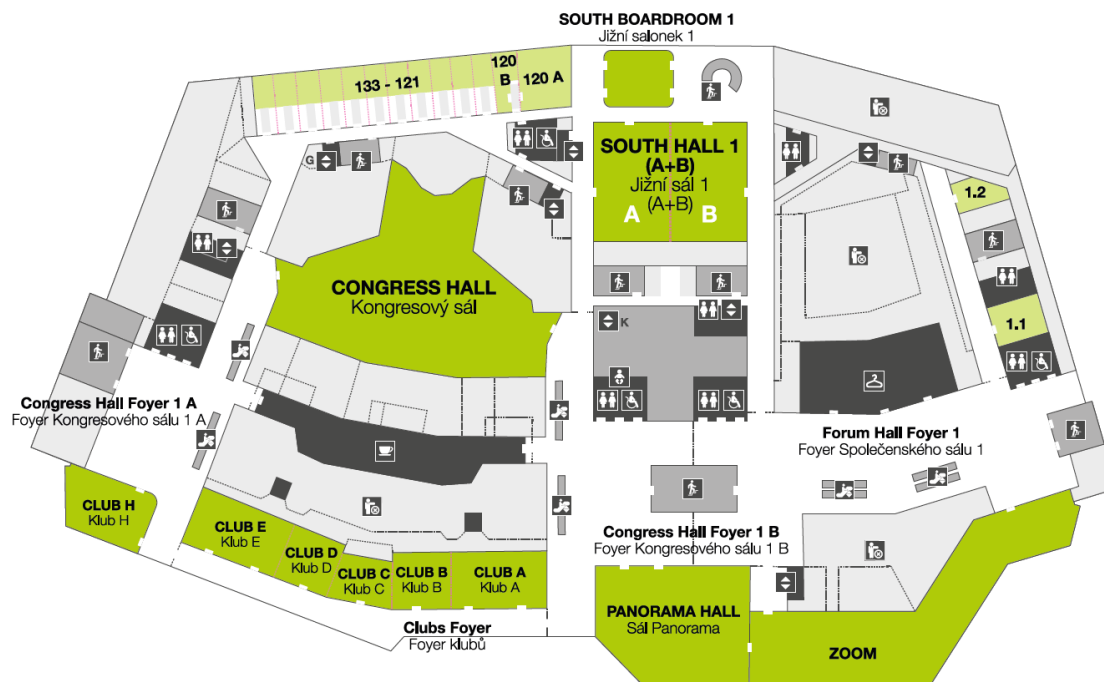 SOUTH BOARDROOM 1
Jižní salonek 1
133 - 121
120
B
120 A
SOUTH HALL 1
(A+B)
Jižní sál 1
(A+B)
A
B
G
1.2
CONGRESS HALL
Kongresový sál
K
1.1
Congress Hall Foyer 1 A
Foyer Kongresového sálu 1 A
Forum Hall Foyer 1
Foyer Společenského sálu 1
CLUB H
Klub H
CLUB E
Klub E
CLUB D
Klub D
CLUB C
Klub C
CLUB B
Klub B
CLUB A
Klub A
Congress Hall Foyer 1 B
Foyer Kongresového sálu 1 B
PANORAMA HALL
Sál Panorama
ZOOM
Clubs Foyer
Foyer klubů